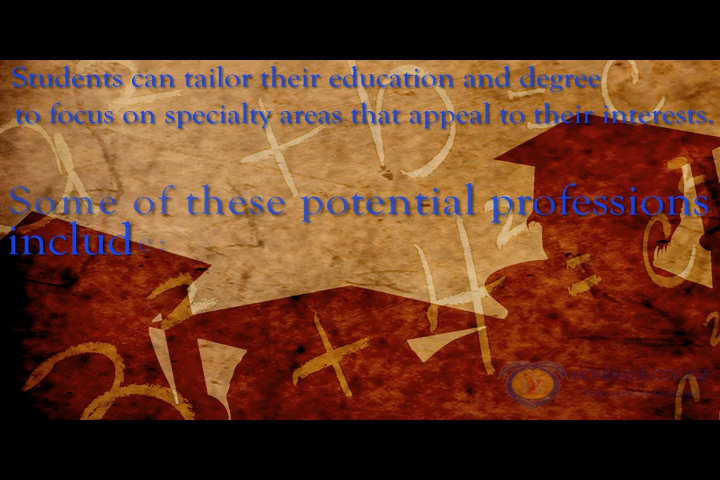 Students can tailor their education and degree
to focus on specialty areas that appeal to their interests.
Some of these potential professions
include: